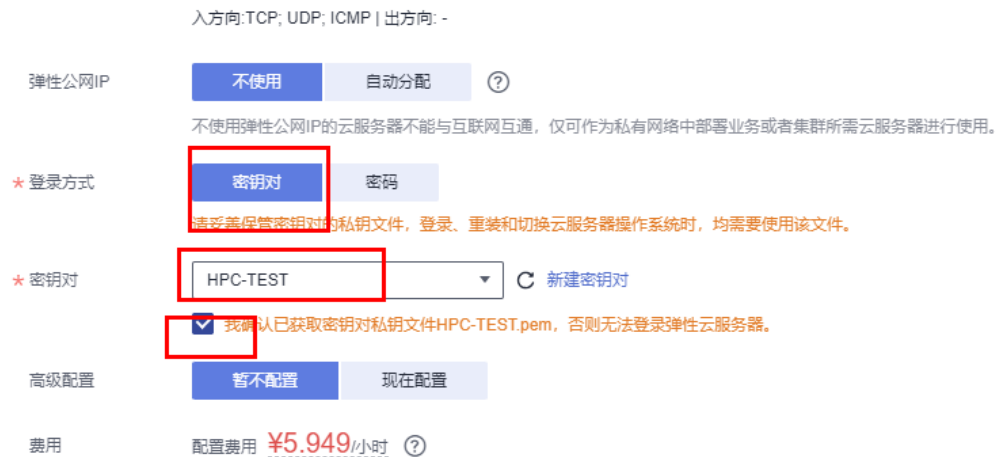 入方向:TCP; UDP; ICMP | 出方向: -
弹性公网IP 不使用 自动分配 ?
不使用弹性公网IP的云服务器不能与互联网互通，仅可作为私有网络中部署业务或者集群所需云服务器进行使用。
* 登录方式 密钥对 密码
请妥善保管密钥对的私钥文件，登录、重装和切换云服务器操作系统时，均需要使用该文件。
* 密钥对 HPC-TEST 新建密钥对
我确认已获取密钥对私钥文件HPC-TEST.pem，否则无法登录弹性云服务器。
高级配置 暂不配置 现在配置
费用 配置费用 ¥5.949/小时 ?